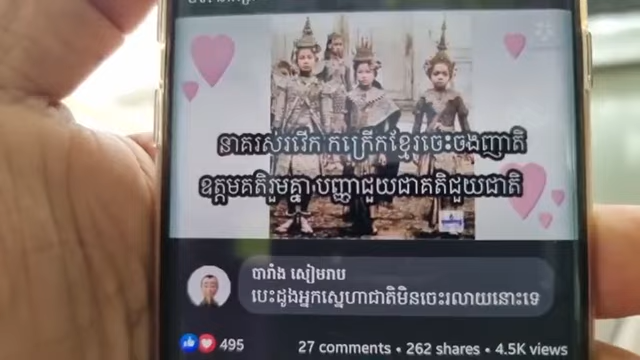 នាគរស់រវើក កក្រើកខ្មែរចេះចងញាតិ
ឧត្តមគតិរួមគ្នា បញ្ញាជួយជាគតិជួយជាតិ
បារាំង សៀមរាប
បេះដូងអ្នកស្នេហាជាតិមិនចេះរលាយនោះទេ
495
27 comments • 262 shares • 4.5K views